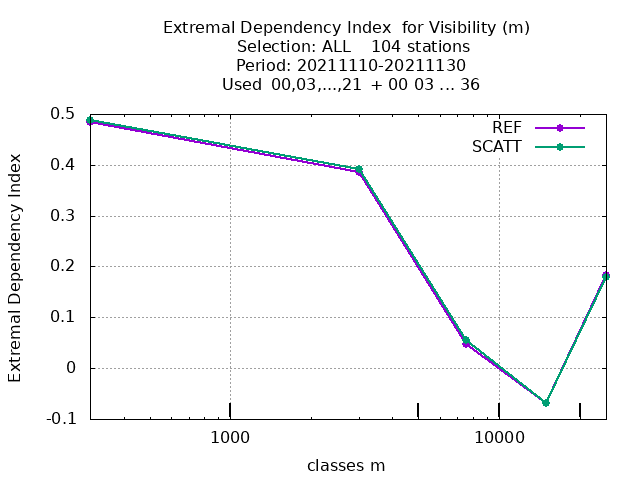 Extremal Dependency Index  for Visibility (m)
Selection: ALL    104 stations
Period: 20211110-20211130
Used  00,03,...,21  + 00 03 ... 36
0.5
REF
SCATT
0.4
0.3
0.2
0.1
0
-0.1
Extremal Dependency Index
1000
10000
classes m